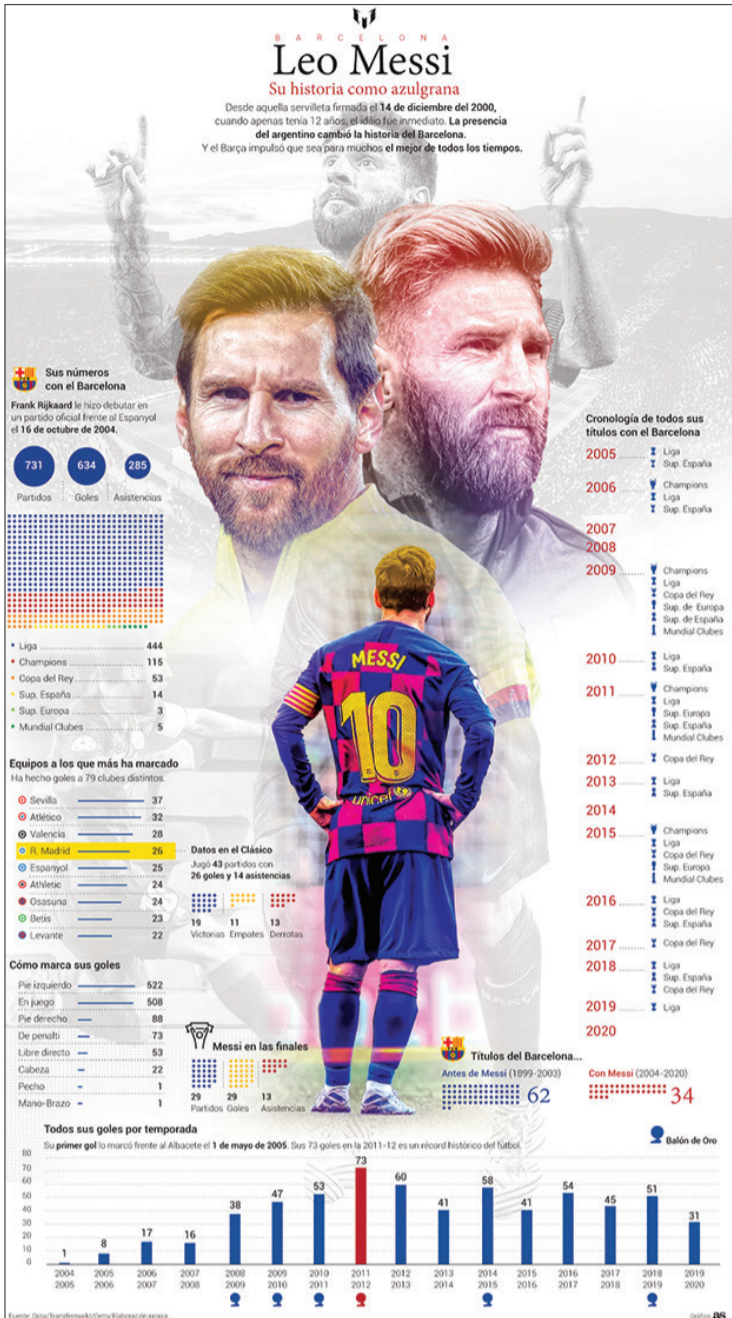 BARCELONA
Leo Messi
Su historia como azulgrana
Desde aquella servilleta firmada el 14 de diciembre del 2000,
cuando apenas tenía 12 años, el idilio fue inmediato. La presencia
del argentino cambió la historia del Barcelona.
Y el Barça impulsó que sea para muchos el mejor de todos los tiempos.
Sus números
con el Barcelona
Frank Rijkaard le hizo debutar en
un partido oficial frente al Espanyol
el 16 de octubre de 2004.
731 634 285
Partidos Goles Asistencias
Liga 444
Champions 115
Copa del Rey 53
Sup. España 14
Sup. Europa 3
Mundial Clubes 5
Equipos a los que más ha marcado
Ha hecho goles a 79 clubes distintos.
Sevilla 37
Atlético 32
Valencia 28
R. Madrid 26
Espanyol 25
Athletic 24
Osasuna 24
Betis 23
Levante 22
Datos en el Clásico
Jugó 43 partidos con
26 goles y 14 asistencias
19 11 13
Victorias Empates Derrotas
Cómo marca sus goles
Pie izquierdo 522
En juego 508
Pie derecho 88
De penalti 73
Libre directo 53
Cabeza 22
Pecho 1
Mano-Brazo 1
Messi en las finales
29 29 13
Partidos Goles Asistencias
MESSI
10
unicef
Cronología de todos sus
títulos con el Barcelona
2005 Liga
Sup. España
2006 Champions
Liga
Sup. España
2007
2008
2009 Champions
Liga
Copa del Rey
Sup. de Europa
Sup. de España
Mundial Clubes
2010 Liga
Sup. España
2011 Champions
Liga
Sup. Europa
Sup. España
Mundial Clubes
2012 Copa del Rey
2013 Liga
Sup. España
2014
2015 Champions
Liga
Copa del Rey
Sup. Europa
Mundial Clubes
2016 Liga
Copa del Rey
Sup. España
2017 Copa del Rey
2018 Liga
Sup. España
Copa del Rey
2019 Liga
2020
Títulos del Barcelona...
Antes de Messi (1899-2003)
62
Con Messi (2004-2020)
34
Todos sus goles por temporada
Su primer gol lo marcó frente al Albacete el 1 de mayo de 2005. Sus 73 goles en la 2011-12 es un récord histórico del fútbol.
Balón de Oro
80
70
60
50
40
30
20
10
0
1 8 17 16 38 47 53 73 60 41 58 41 54 45 51 31
2004 2005 2006 2007 2008 2009 2010 2011 2012 2013 2014 2015 2016 2017 2018 2019
2005 2006 2007 2008 2009 2010 2011 2012 2013 2014 2015 2016 2017 2018 2019 2020
Fuente: Opta/Transfermarkt/Getty/Elaboración propia.
Gráfico as